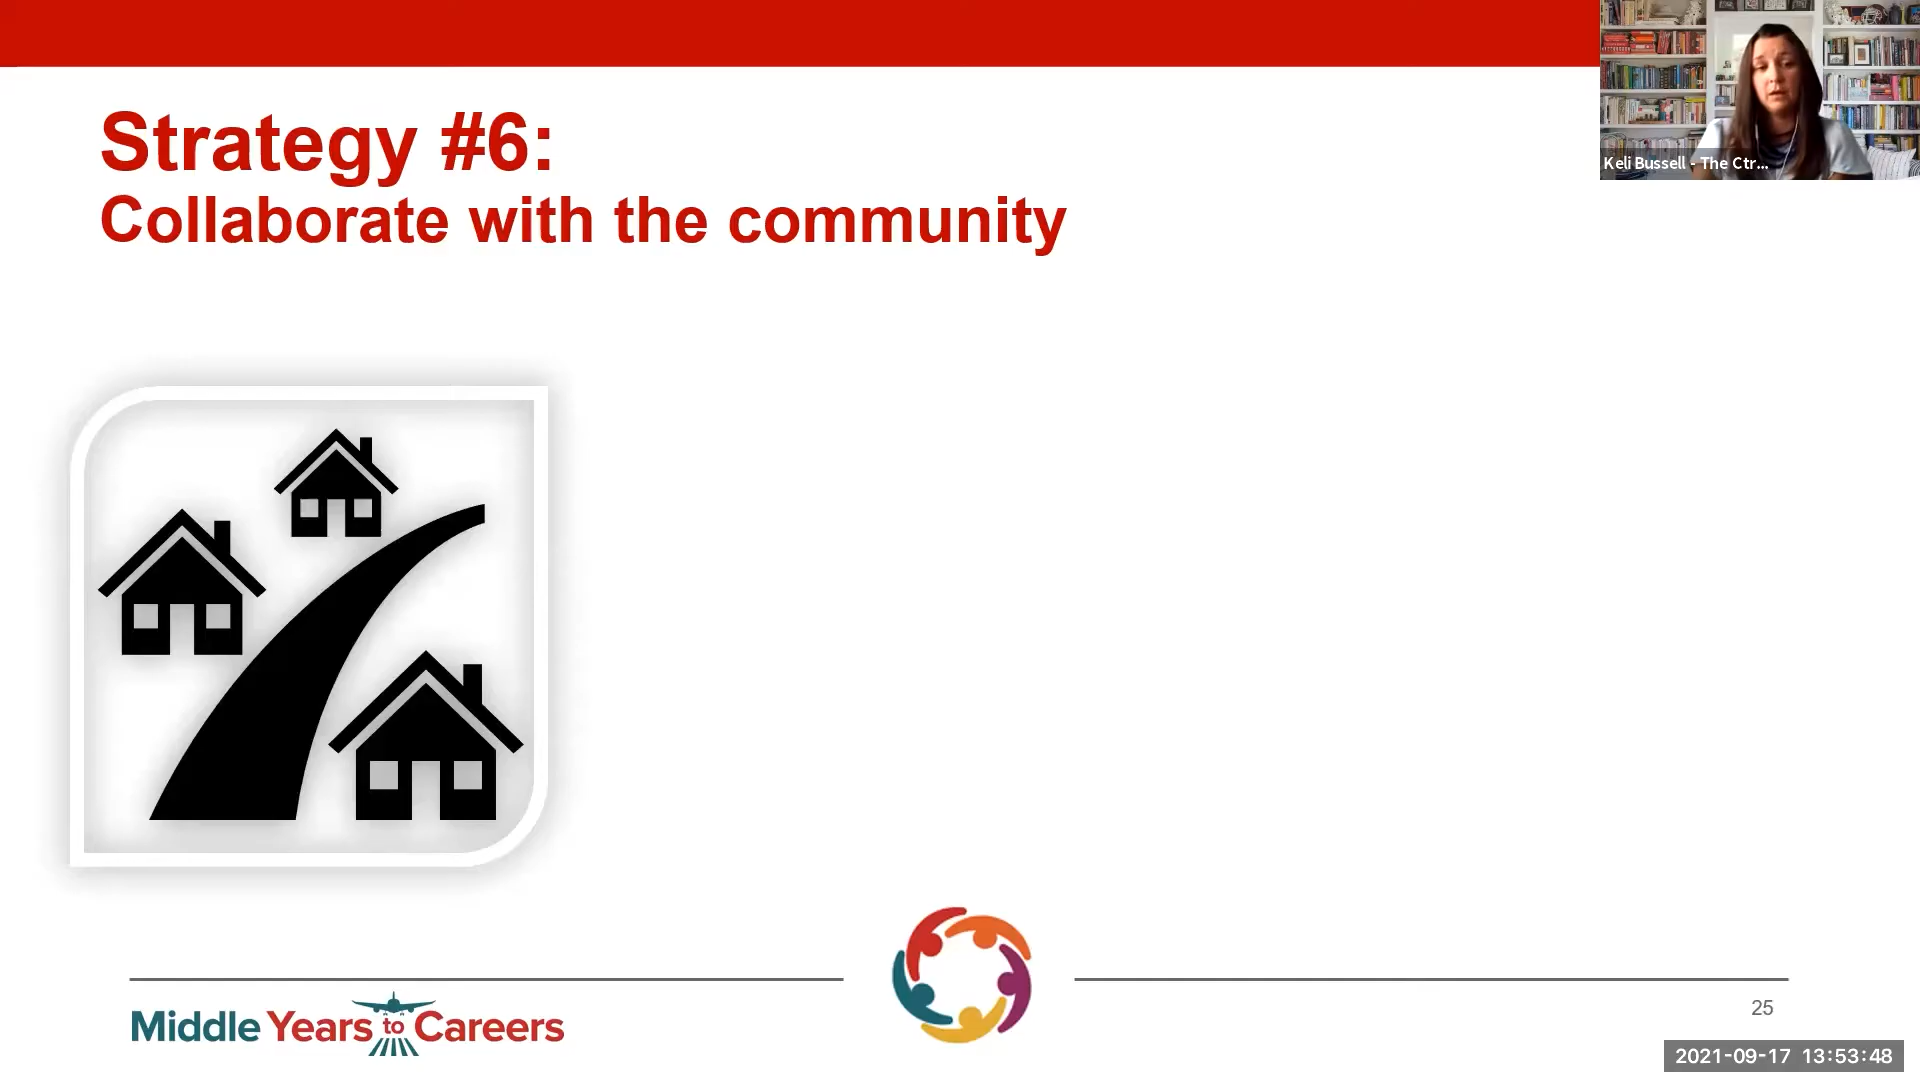 Strategy #6:
Collaborate with the community
Keli Bussell - The Ctr...
Middle Years to Careers
25
2021-09-17 13:53:48